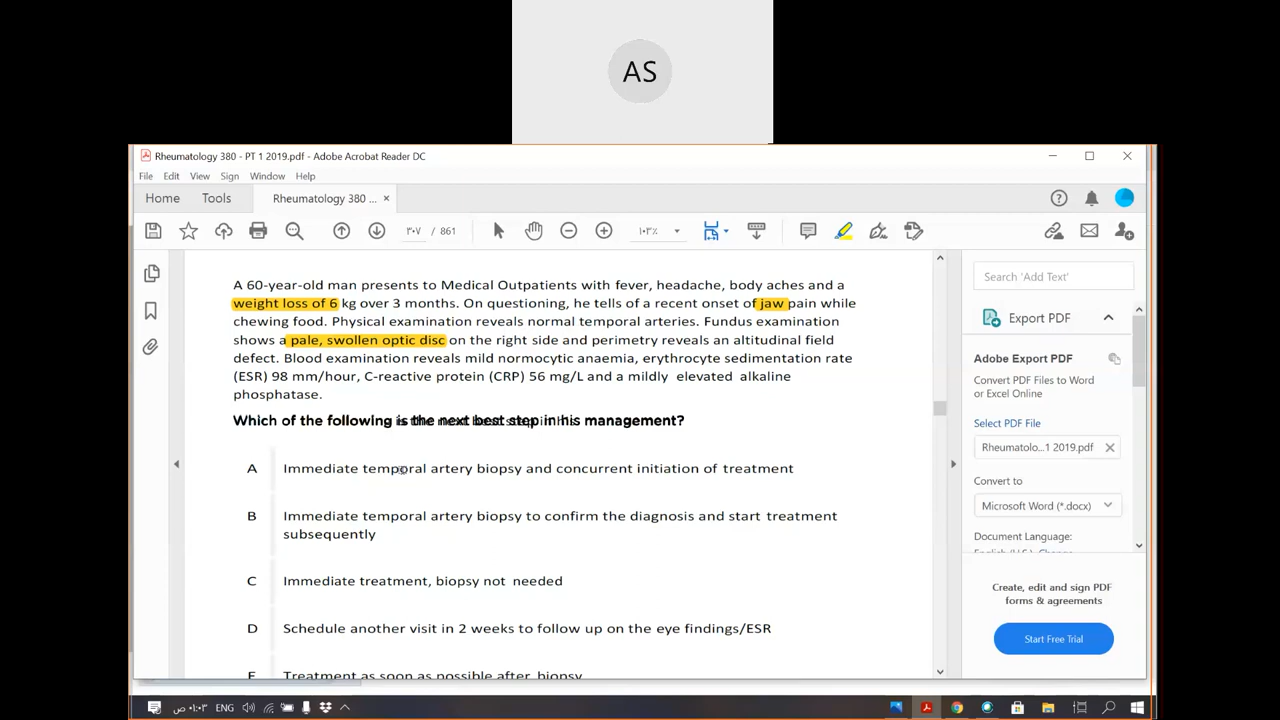 AS
Rheumatology 380 - PT 1 2019.pdf - Adobe Acrobat Reader DC
File Edit View Sign Window Help
Home Tools Rheumatology 380 ... ×
٣٠٧ / 861 ١٠٣٪
A 60-year-old man presents to Medical Outpatients with fever, headache, body aches and a
weight loss of 6 kg over 3 months. On questioning, he tells of a recent onset of jaw pain while
chewing food. Physical examination reveals normal temporal arteries. Fundus examination
shows a pale, swollen optic disc on the right side and perimetry reveals an altitudinal field
defect. Blood examination reveals mild normocytic anaemia, erythrocyte sedimentation rate
(ESR) 98 mm/hour, C-reactive protein (CRP) 56 mg/L and a mildly elevated alkaline
phosphatase.
Which of the following is the next best step in his management?
A Immediate temporal artery biopsy and concurrent initiation of treatment
B Immediate temporal artery biopsy to confirm the diagnosis and start treatment
subsequently
C Immediate treatment, biopsy not needed
D Schedule another visit in 2 weeks to follow up on the eye findings/ESR
E Treatment as soon as possible after biopsy
Search 'Add Text'
Export PDF
Adobe Export PDF
Convert PDF Files to Word
or Excel Online
Select PDF File
Rheumatolo...1 2019.pdf
Convert to
Microsoft Word (*.docx)
Document Language:
English (U.S.) Change
Create, edit and sign PDF
forms & agreements
Start Free Trial
ص ٠١:٠٣ ENG